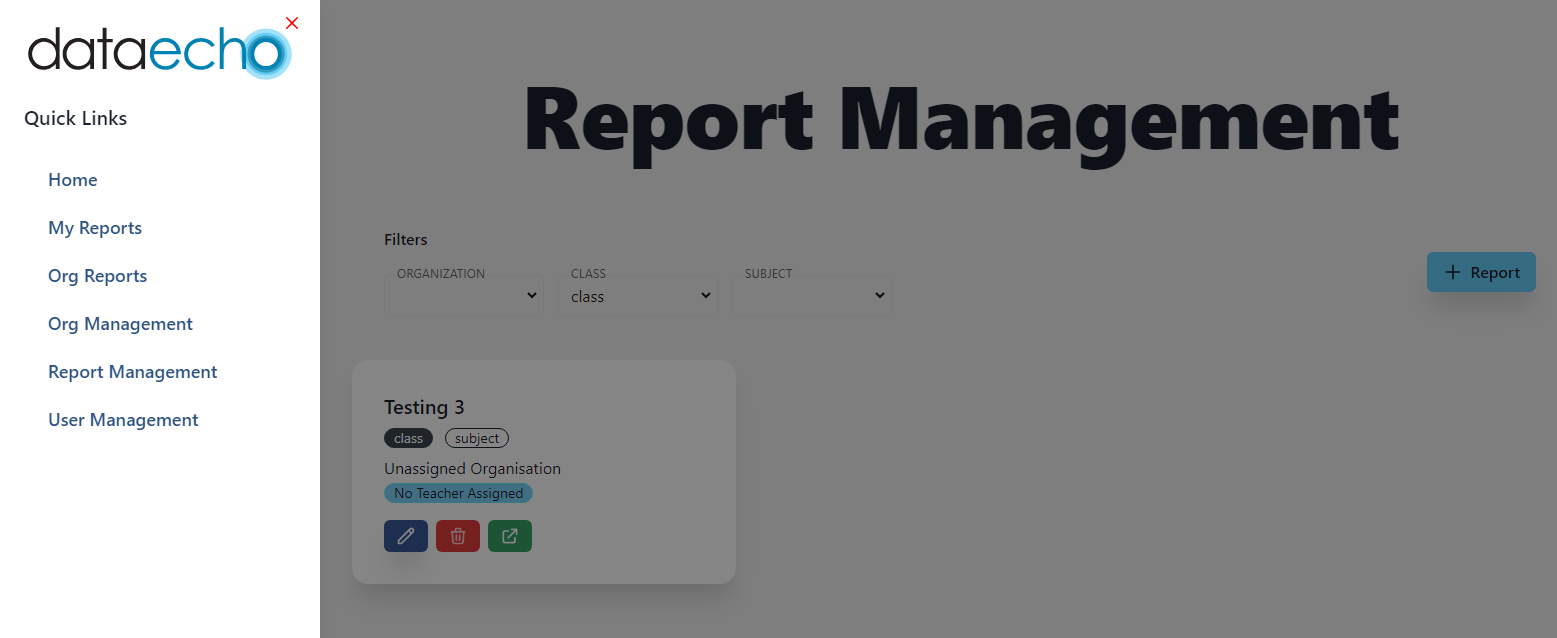 dataecho
Quick Links
Home
My Reports
Org Reports
Org Management
Report Management
User Management
Report Management
Filters
ORGANIZATION
CLASS
SUBJECT
class
Report
Testing 3
class subject
Unassigned Organisation
No Teacher Assigned